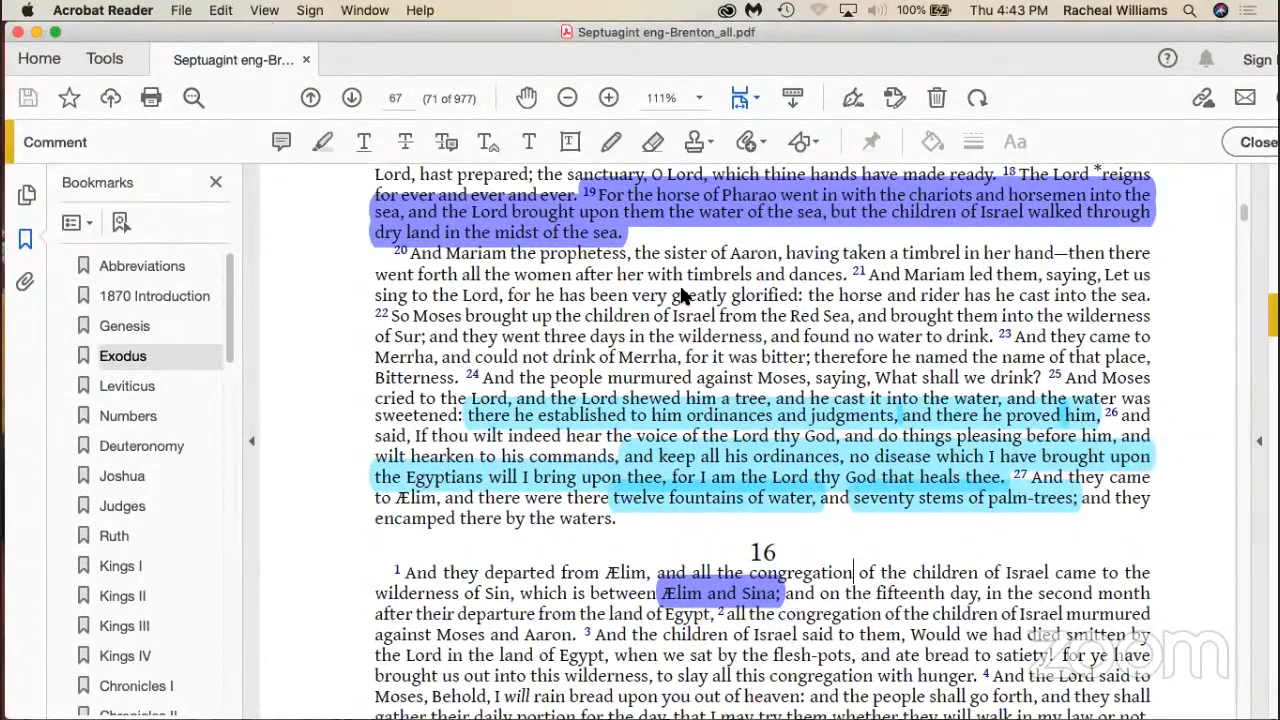 Acrobat Reader File Edit View Sign Window Help 100% Thu 4:43 PM Racheal Williams
Septuagint eng-Brenton_all.pdf
Home Tools Septuagint eng-Br... × Sign
67 (71 of 977) 111%
Comment Aa Close
Bookmarks
Abbreviations
1870 Introduction
Genesis
Exodus
Leviticus
Numbers
Deuteronomy
Joshua
Judges
Ruth
Kings I
Kings II
Kings III
Kings IV
Chronicles I
Chronicles II
Lord, hast prepared; the sanctuary, O Lord, which thine hands have made ready. 18 The Lord *reigns
for ever and ever and ever. 19 For the horse of Pharao went in with the chariots and horsemen into the
sea, and the Lord brought upon them the water of the sea, but the children of Israel walked through
dry land in the midst of the sea.
20 And Mariam the prophetess, the sister of Aaron, having taken a timbrel in her hand—then there
went forth all the women after her with timbrels and dances. 21 And Mariam led them, saying, Let us
sing to the Lord, for he has been very greatly glorified: the horse and rider has he cast into the sea.
22 So Moses brought up the children of Israel from the Red Sea, and brought them into the wilderness
of Sur; and they went three days in the wilderness, and found no water to drink. 23 And they came to
Merrha, and could not drink of Merrha, for it was bitter; therefore he named the name of that place,
Bitterness. 24 And the people murmured against Moses, saying, What shall we drink? 25 And Moses
cried to the Lord, and the Lord shewed him a tree, and he cast it into the water, and the water was
sweetened: there he established to him ordinances and judgments, and there he proved him, 26 and
said, If thou wilt indeed hear the voice of the Lord thy God, and do things pleasing before him, and
wilt hearken to his commands, and keep all his ordinances, no disease which I have brought upon
the Egyptians will I bring upon thee, for I am the Lord thy God that heals thee. 27 And they came
to Ælim, and there were there twelve fountains of water, and seventy stems of palm-trees; and they
encamped there by the waters.
16
1 And they departed from Ælim, and all the congregation of the children of Israel came to the
wilderness of Sin, which is between Ælim and Sina; and on the fifteenth day, in the second month
after their departure from the land of Egypt, 2 all the congregation of the children of Israel murmured
against Moses and Aaron. 3 And the children of Israel said to them, Would we had died smitten by
the Lord in the land of Egypt, when we sat by the flesh-pots, and ate bread to satiety! for ye have
brought us out into this wilderness, to slay all this congregation with hunger. 4 And the Lord said to
Moses, Behold, I will rain bread upon you out of heaven: and the people shall go forth, and they shall
gather their daily portion for the day, that I may try them whether they will walk in my law or not.
zoom